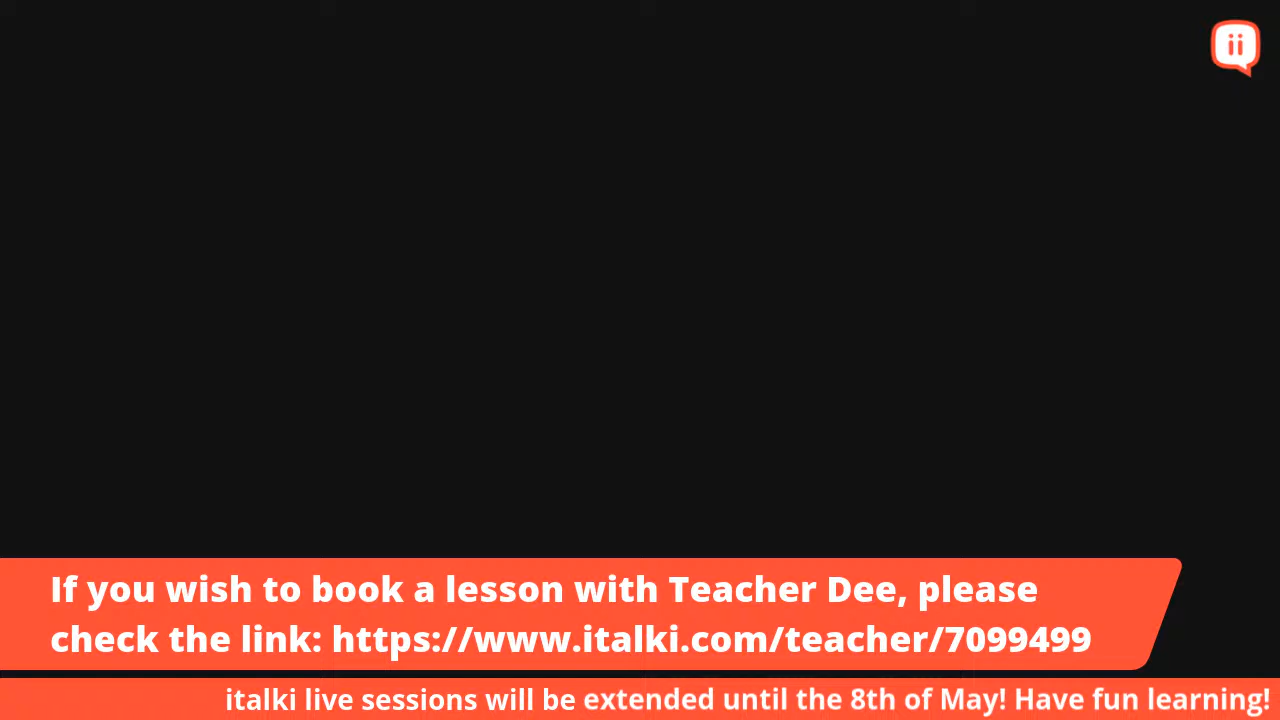 If you wish to book a lesson with Teacher Dee, please
check the link: https://www.italki.com/teacher/7099499
italki live sessions will be extended until the 8th of May! Have fun learning!